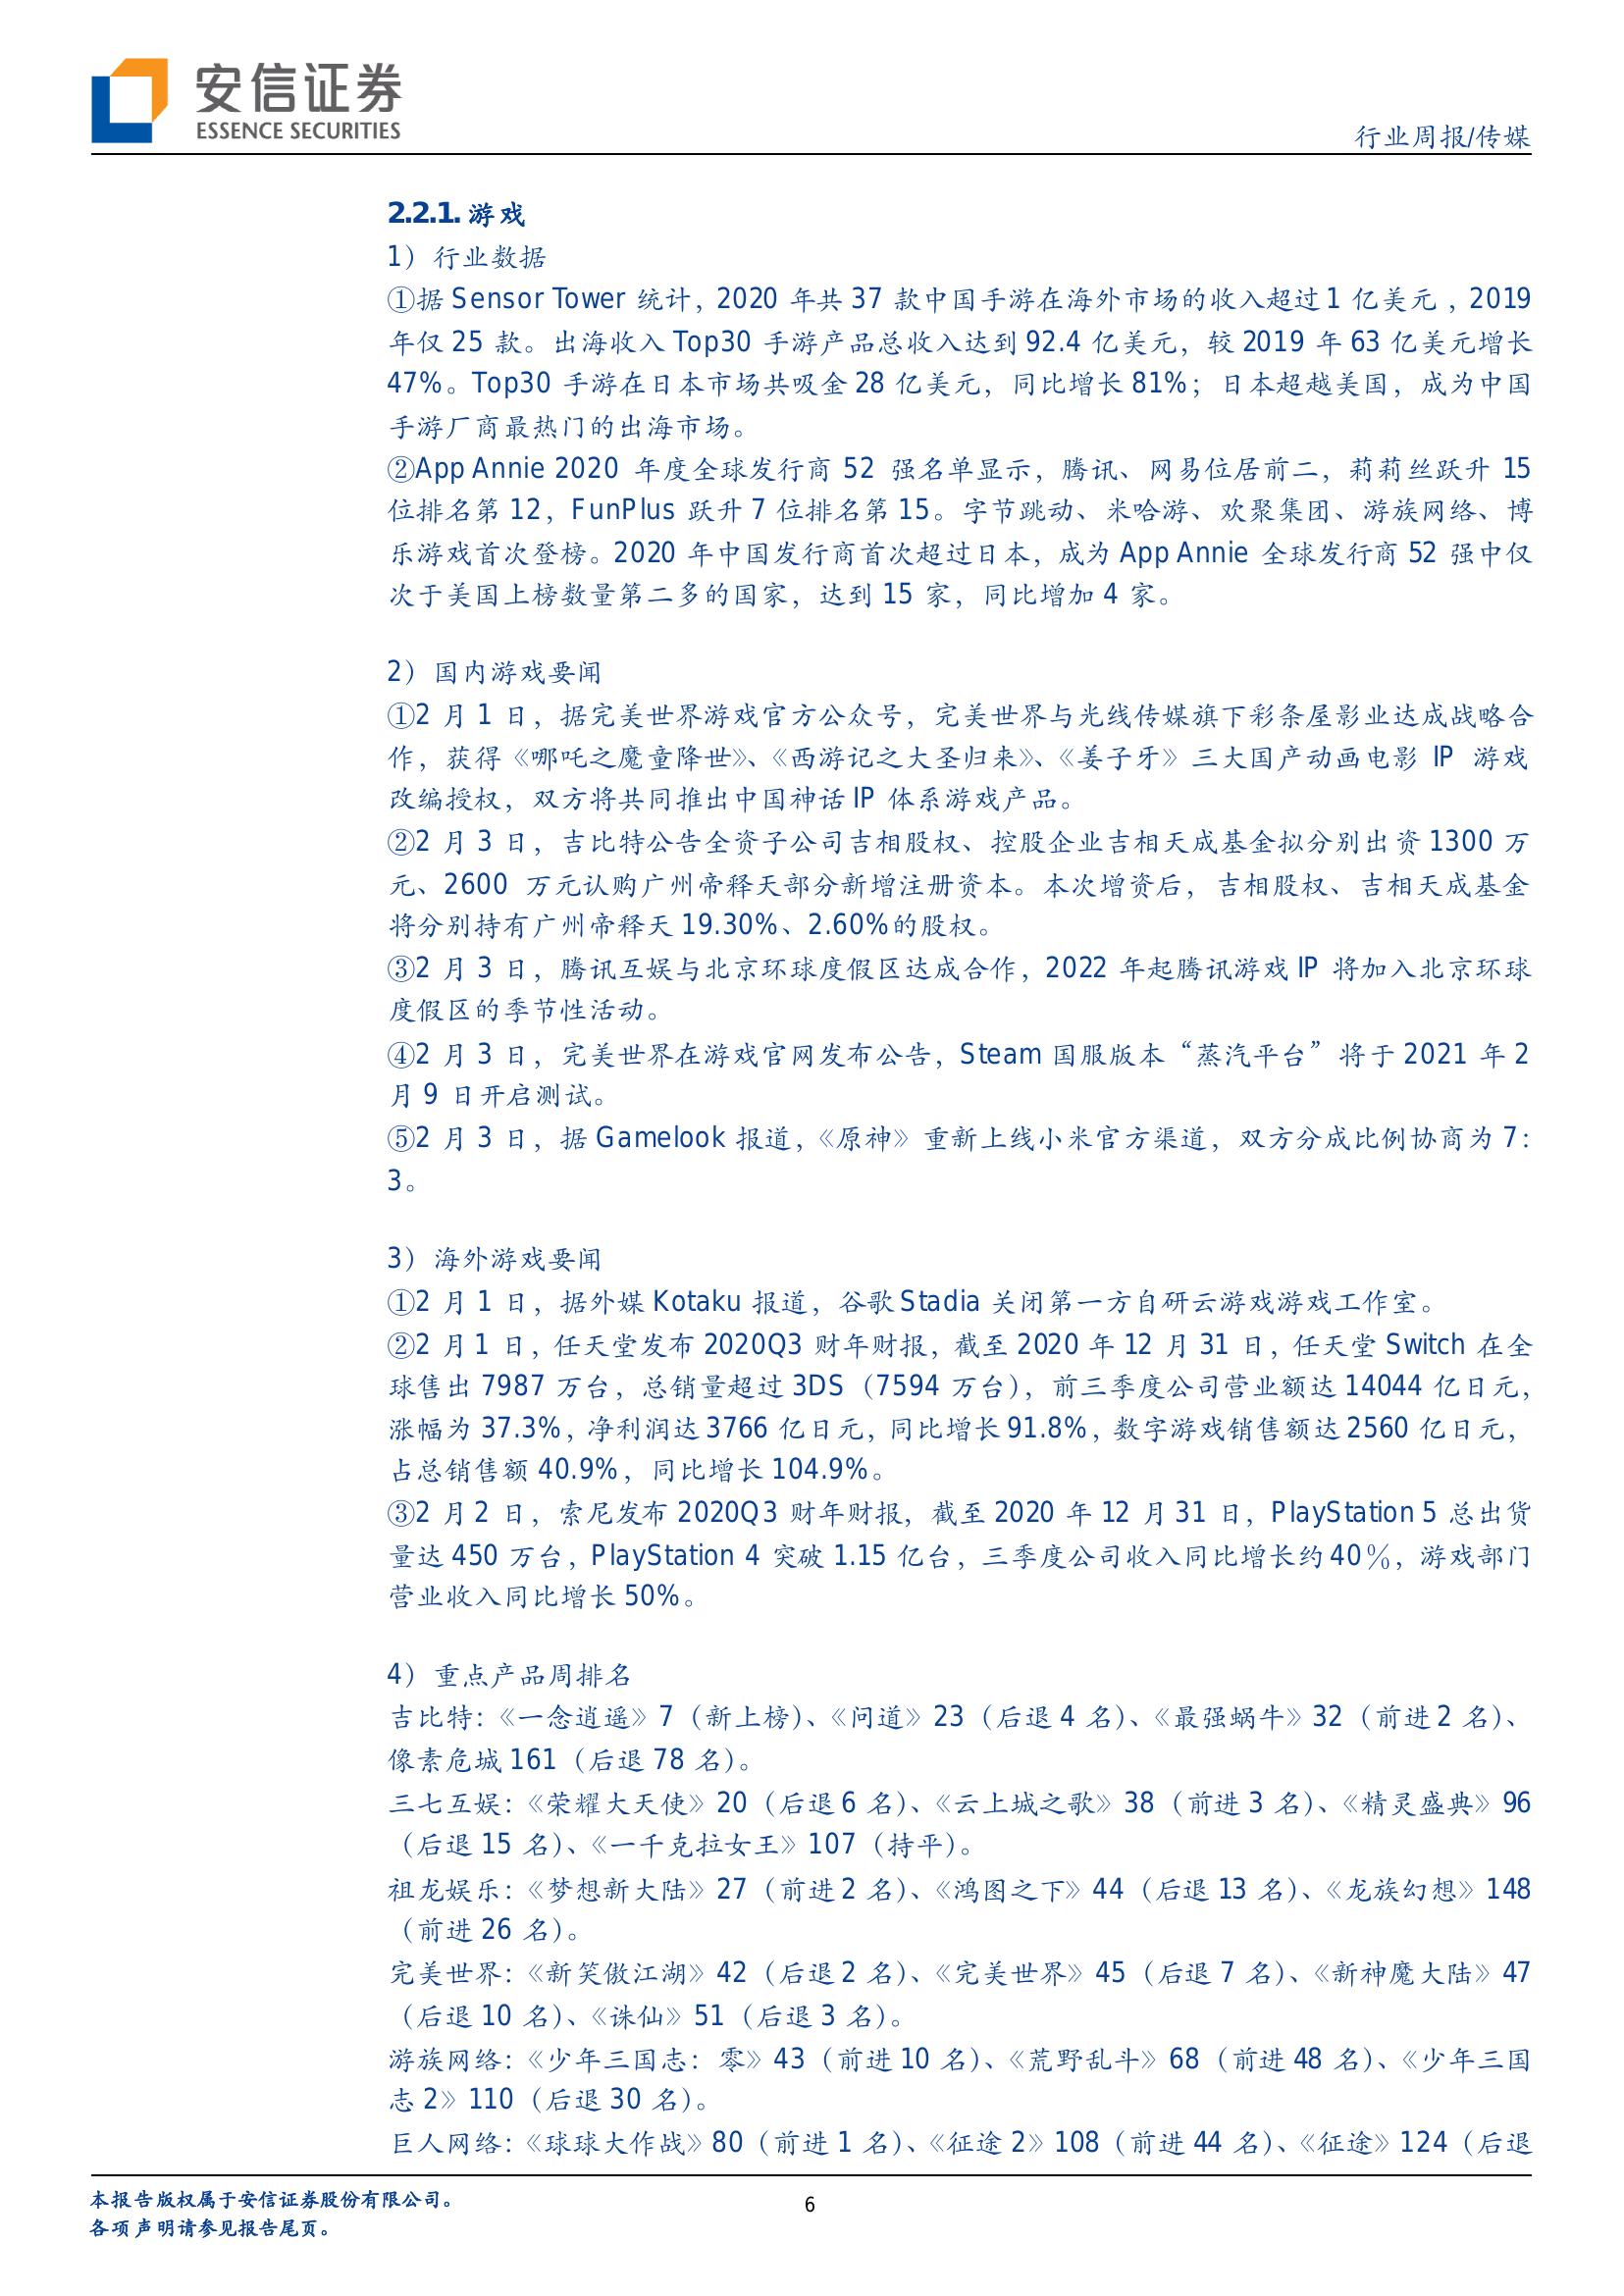 安信证券
ESSENCE SECURITIES
行业周报/传媒
2.2.1. 游戏
1）行业数据
①据 Sensor Tower 统计，2020 年共 37 款中国手游在海外市场的收入超过 1 亿美元，2019
年仅 25 款。出海收入 Top30 手游产品总收入达到 92.4 亿美元，较 2019 年 63 亿美元增长
47%。Top30 手游在日本市场共吸金 28 亿美元，同比增长 81%；日本超越美国，成为中国
手游厂商最热门的出海市场。
②App Annie 2020 年度全球发行商 52 强名单显示，腾讯、网易位居前二，莉莉丝跃升 15
位排名第 12，FunPlus 跃升 7 位排名第 15。字节跳动、米哈游、欢聚集团、游族网络、博
乐游戏首次登榜。2020 年中国发行商首次超过日本，成为 App Annie 全球发行商 52 强中仅
次于美国上榜数量第二多的国家，达到 15 家，同比增加 4 家。
2）国内游戏要闻
①2 月 1 日，据完美世界游戏官方公众号，完美世界与光线传媒旗下彩条屋影业达成战略合
作，获得《哪吒之魔童降世》、《西游记之大圣归来》、《姜子牙》三大国产动画电影 IP 游戏
改编授权，双方将共同推出中国神话 IP 体系游戏产品。
②2 月 3 日，吉比特公告全资子公司吉相股权、控股企业吉相天成基金拟分别出资 1300 万
元、2600 万元认购广州帝释天部分新增注册资本。本次增资后，吉相股权、吉相天成基金
将分别持有广州帝释天 19.30%、2.60%的股权。
③2 月 3 日，腾讯互娱与北京环球度假区达成合作，2022 年起腾讯游戏 IP 将加入北京环球
度假区的季节性活动。
④2 月 3 日，完美世界在游戏官网发布公告，Steam 国服版本“蒸汽平台”将于 2021 年 2
月 9 日开启测试。
⑤2 月 3 日，据 Gamelook 报道，《原神》重新上线小米官方渠道，双方分成比例协商为 7：
3。
3）海外游戏要闻
①2 月 1 日，据外媒 Kotaku 报道，谷歌 Stadia 关闭第一方自研云游戏游戏工作室。
②2 月 1 日，任天堂发布 2020Q3 财年财报，截至 2020 年 12 月 31 日，任天堂 Switch 在全
球售出 7987 万台，总销量超过 3DS（7594 万台），前三季度公司营业额达 14044 亿日元，
涨幅为 37.3%，净利润达 3766 亿日元，同比增长 91.8%，数字游戏销售额达 2560 亿日元，
占总销售额 40.9%，同比增长 104.9%。
③2 月 2 日，索尼发布 2020Q3 财年财报，截至 2020 年 12 月 31 日，PlayStation 5 总出货
量达 450 万台，PlayStation 4 突破 1.15 亿台，三季度公司收入同比增长约 40％，游戏部门
营业收入同比增长 50%。
4）重点产品周排名
吉比特：《一念逍遥》7（新上榜）、《问道》23（后退 4 名）、《最强蜗牛》32（前进 2 名）、
像素危城 161（后退 78 名）。
三七互娱：《荣耀大天使》20（后退 6 名）、《云上城之歌》38（前进 3 名）、《精灵盛典》96
（后退 15 名）、《一千克拉女王》107（持平）。
祖龙娱乐：《梦想新大陆》27（前进 2 名）、《鸿图之下》44（后退 13 名）、《龙族幻想》148
（前进 26 名）。
完美世界：《新笑傲江湖》42（后退 2 名）、《完美世界》45（后退 7 名）、《新神魔大陆》47
（后退 10 名）、《诛仙》51（后退 3 名）。
游族网络：《少年三国志：零》43（前进 10 名）、《荒野乱斗》68（前进 48 名）、《少年三国
志 2》110（后退 30 名）。
巨人网络：《球球大作战》80（前进 1 名）、《征途 2》108（前进 44 名）、《征途》124（后退
本报告版权属于安信证券股份有限公司。
6
各项声明请参见报告尾页。